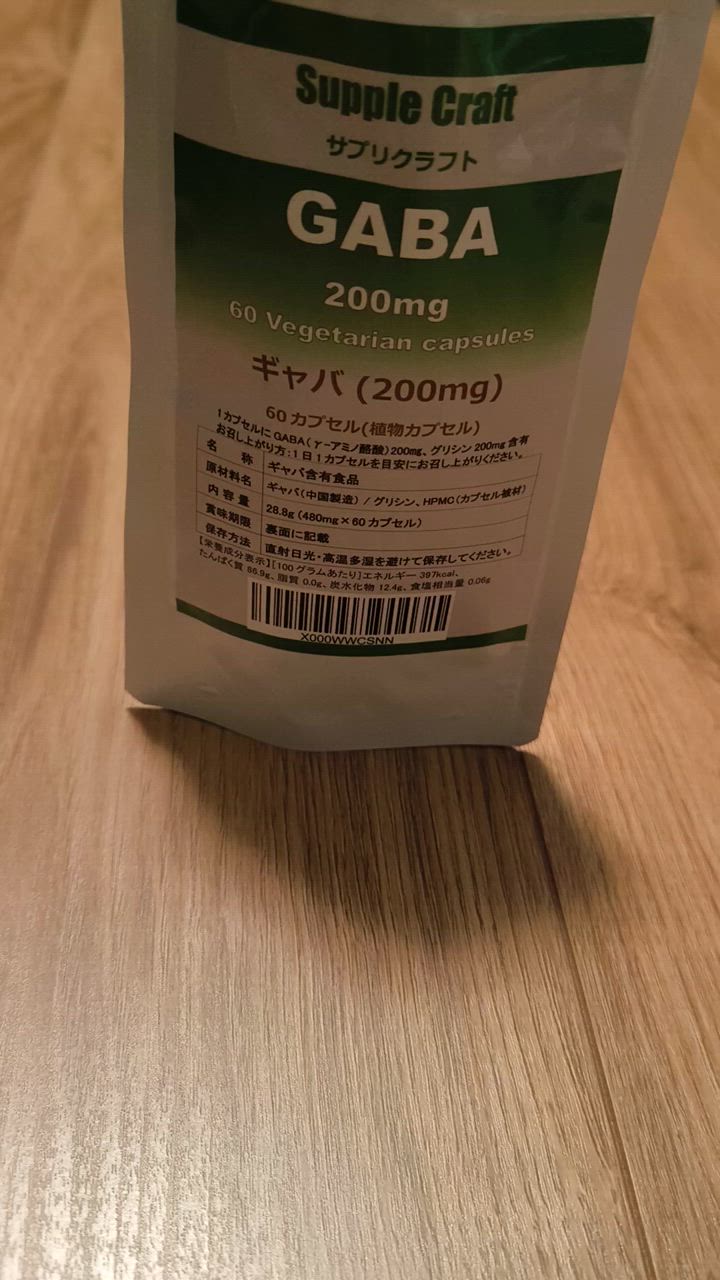 Supple Craft
サプリクラフト
GABA
200mg
60 Vegetarian capsules
ギャバ (200mg)
60 カプセル(植物カプセル)
1カプセルに GABA(γ-アミノ酪酸)200mg、グリシン 200mg 含有
お召し上がり方:1日1カプセルを目安にお召し上がりください。
名 称 ギャバ含有食品
原材料名 ギャバ(中国製造) / グリシン、HPMC(カプセル被材)
内 容 量 28.8g (480mg × 60 カプセル)
賞味期限 裏面に記載
保存方法 直射日光・高温多湿を避けて保存してください。
【栄養成分表示】[100 グラムあたり]エネルギー 397kcal、
たんぱく質 86.9g、脂質 0.0g、炭水化物 12.4g、食塩相当量 0.06g
X000WWCSNN